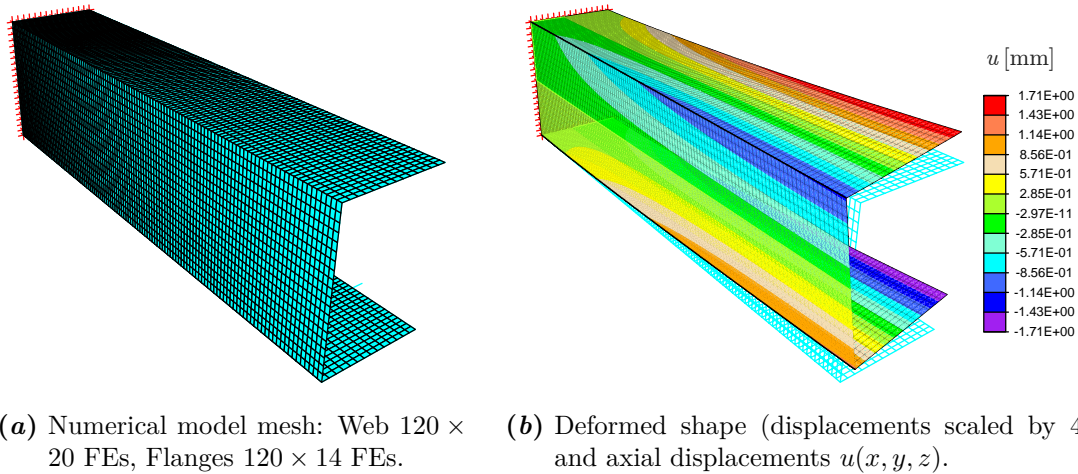 u [mm]
1.71E+00
1.43E+00
1.14E+00
8.56E-01
5.71E-01
2.85E-01
-2.97E-11
-2.85E-01
-5.71E-01
-8.56E-01
-1.14E+00
-1.43E+00
-1.71E+00
(a) Numerical model mesh: Web 120 ×
20 FEs, Flanges 120 × 14 FEs.
(b) Deformed shape (displacements scaled by 4
and axial displacements u(x, y, z).